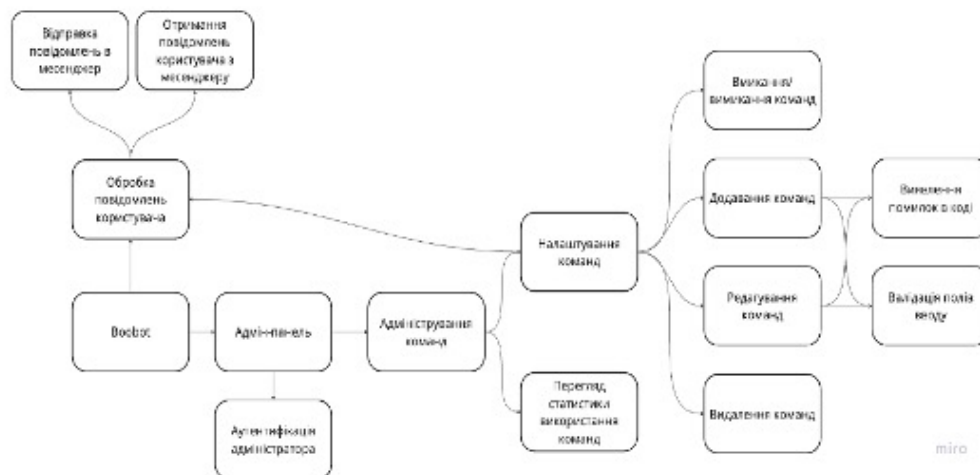 Відправка
повідомлень в
месенджер
Отримання
повідомлень
користувача з
месенджеру
Обробка
повідомлень
користувача
Boobot
Адмін-панель
Аутентифікація
адміністратора
Адміністрування
команд
Налаштування
команд
Перегляд
статистики
використання
команд
Вмикання/
вимикання команд
Додавання команд
Редагування
команд
Видалення команд
Виявлення
помилок в коді
Валідація полів
вводу
miro